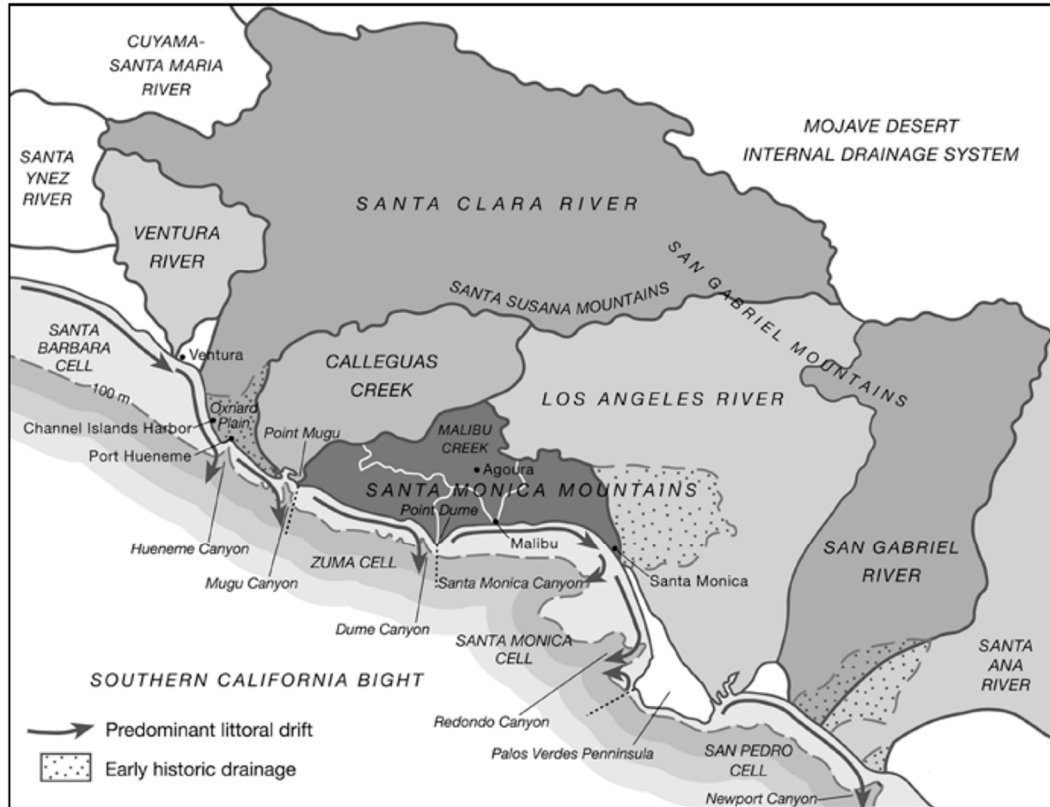 CUYAMA-
SANTA MARIA
RIVER
SANTA
YNEZ
RIVER
MOJAVE DESERT
INTERNAL DRAINAGE SYSTEM
SANTA CLARA RIVER
VENTURA
RIVER
SAN GABRIEL MOUNTAINS
SANTA SUSANA MOUNTAINS
SANTA
BARBARA
CELL
Ventura
100 m
CALLEGUAS
CREEK
LOS ANGELES RIVER
Oxnard
Plain
Channel Islands Harbor
Port Hueneme
Point Mugu
MALIBU
CREEK
Agoura
SANTA MONICA MOUNTAINS
Point Dume
Malibu
Hueneme Canyon
ZUMA CELL
Mugu Canyon
Santa Monica Canyon
Santa Monica
SAN GABRIEL
RIVER
Dume Canyon
SANTA MONICA
CELL
SANTA
ANA
RIVER
SOUTHERN CALIFORNIA BIGHT
Redondo Canyon
Predominant littoral drift
Palos Verdes Penninsula
SAN PEDRO
CELL
Early historic drainage
Newport Canyon